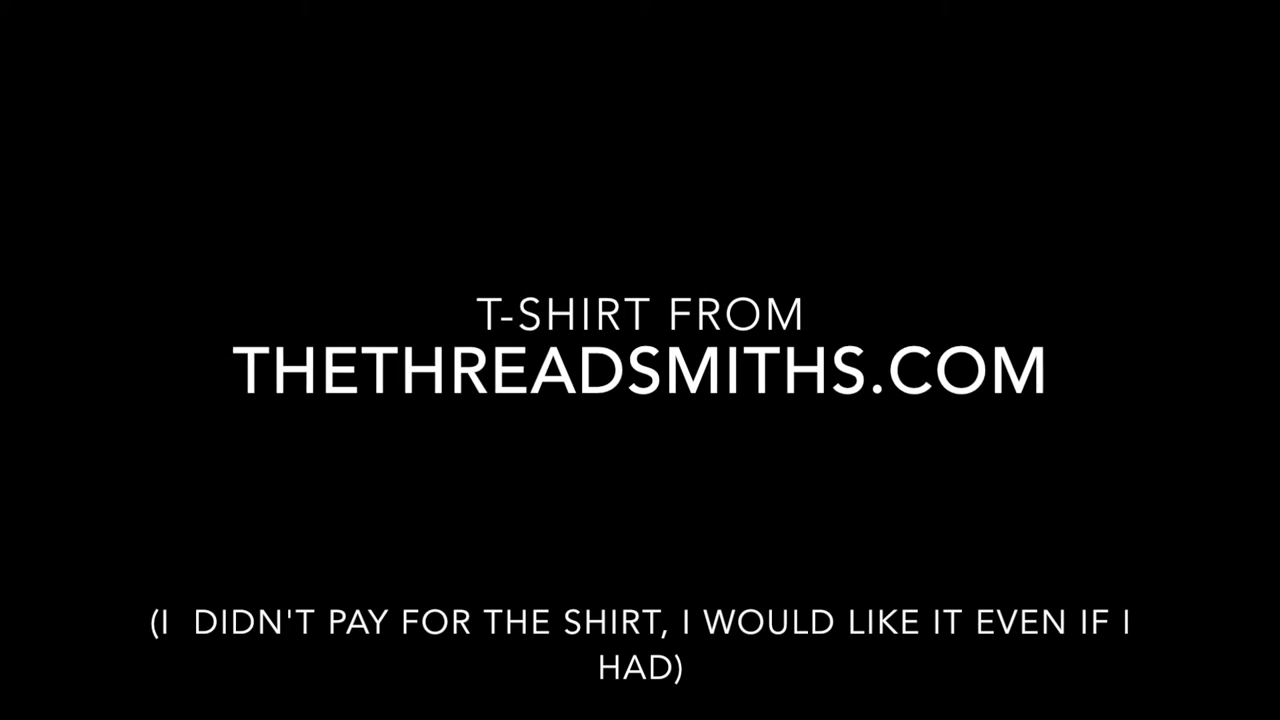 T-SHIRT FROM
THETHREADSMITHS.COM
(I  DIDN'T PAY FOR THE SHIRT, I WOULD LIKE IT EVEN IF I
HAD)